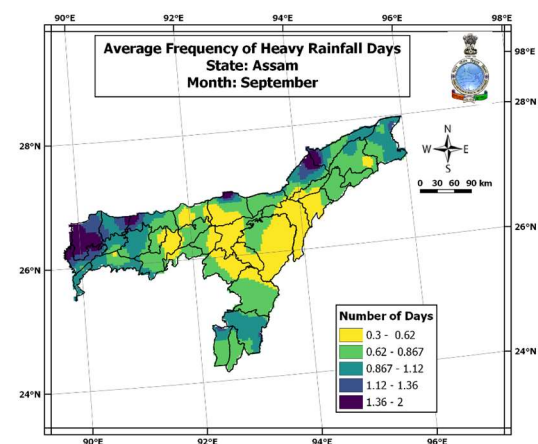 90°E 92°E 94°E 96°E 98°E
Average Frequency of Heavy Rainfall Days
State: Assam
Month: September
98°E
28°N
28°N
N
W E
S
0 30 60 90 km
26°N
26°N
Number of Days
0.3 - 0.62
0.62 - 0.867
0.867 - 1.12
1.12 - 1.36
1.36 - 2
24°N
24°N
90°E 92°E 94°E 96°E